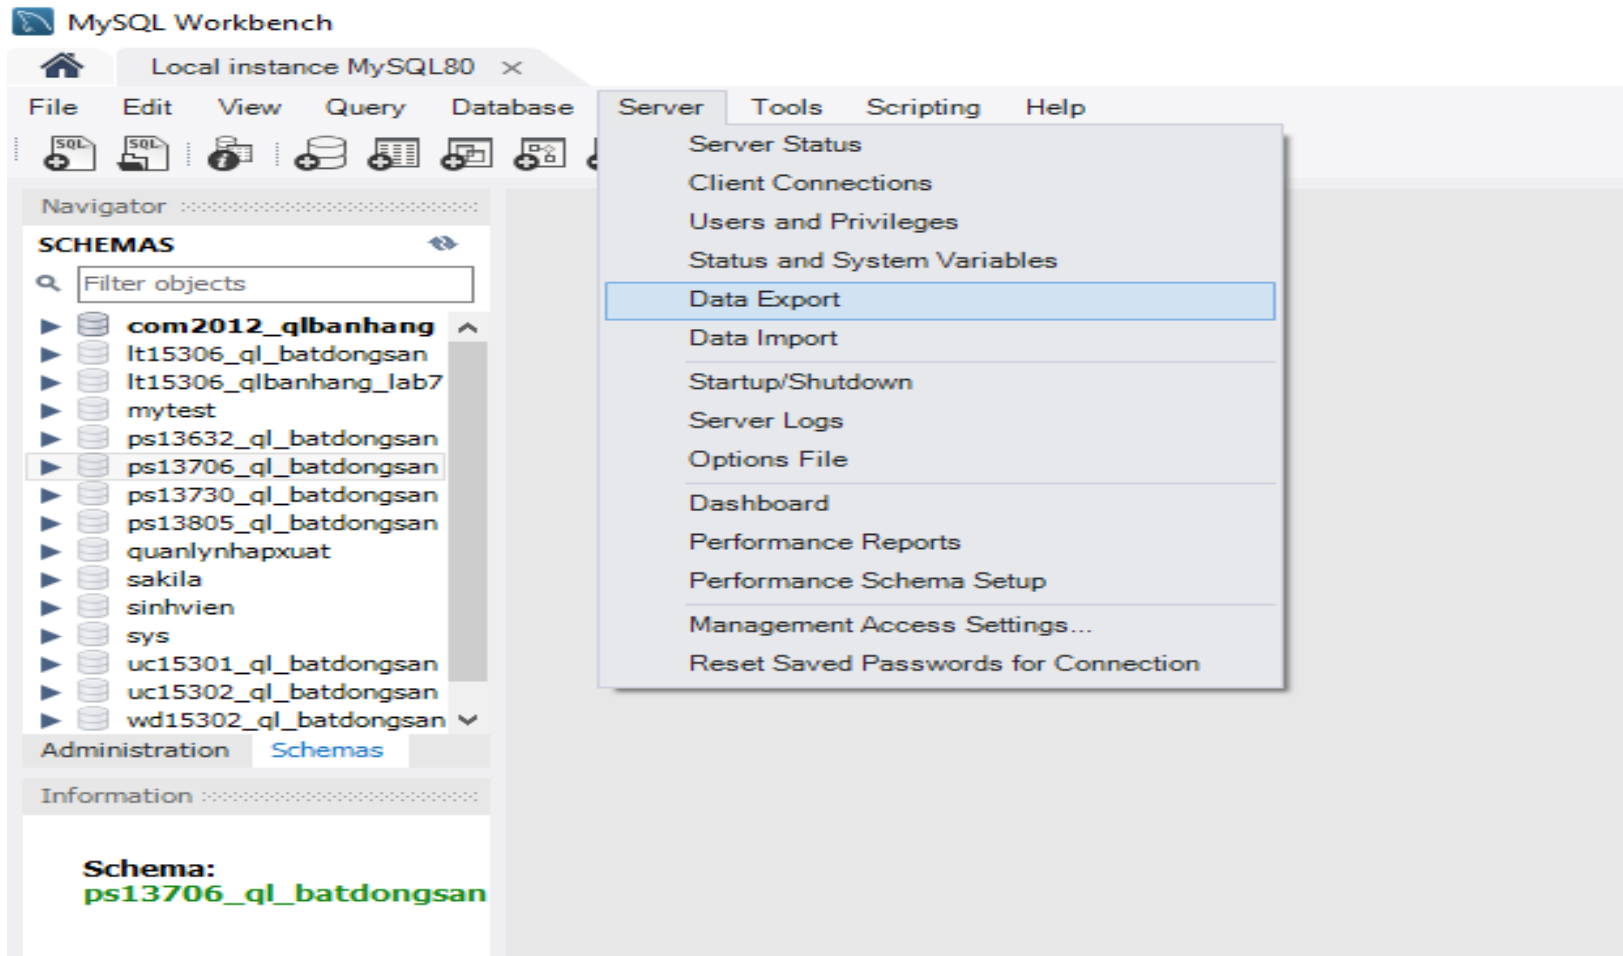 MySQL Workbench
Local instance MySQL80
File Edit View Query Database Server Tools Scripting Help
SQL SQL
Server Status
Client Connections
Users and Privileges
Status and System Variables
Data Export
Data Import
Startup/Shutdown
Server Logs
Options File
Dashboard
Performance Reports
Performance Schema Setup
Management Access Settings...
Reset Saved Passwords for Connection
Navigator
SCHEMAS
Filter objects
com2012_qlbanhang
lt15306_ql_batdongsan
lt15306_qlbanhang_lab7
mytest
ps13632_ql_batdongsan
ps13706_ql_batdongsan
ps13730_ql_batdongsan
ps13805_ql_batdongsan
quanlynhapxuat
sakila
sinhvien
sys
uc15301_ql_batdongsan
uc15302_ql_batdongsan
wd15302_ql_batdongsan
Administration Schemas
Information
Schema:
ps13706_ql_batdongsan